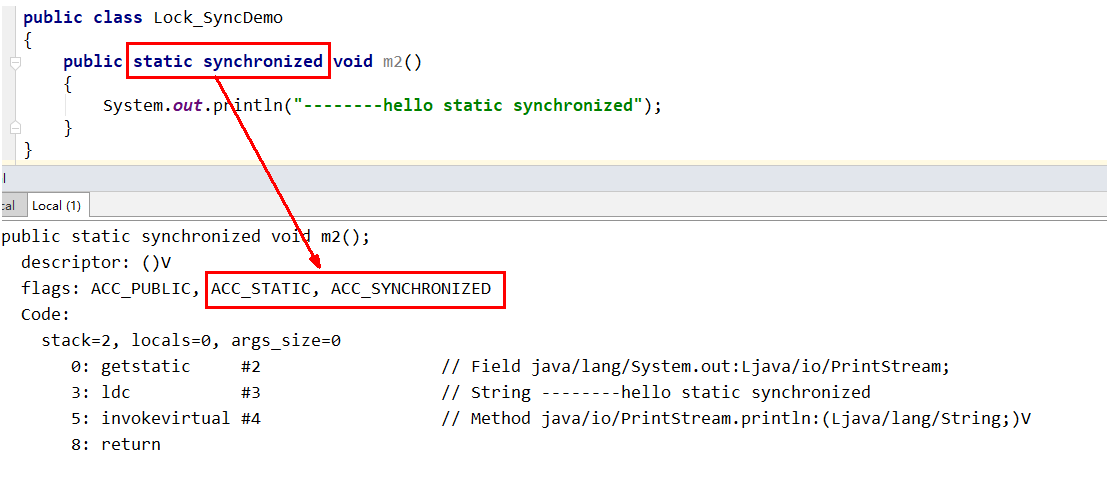 public class Lock_SyncDemo
{
public static synchronized void m2()
{
System.out.println("--------hello static synchronized");
}
}
al
cal Local (1)
public static synchronized void m2();
descriptor: ()V
flags: ACC_PUBLIC, ACC_STATIC, ACC_SYNCHRONIZED
Code:
stack=2, locals=0, args_size=0
0: getstatic #2 // Field java/lang/System.out:Ljava/io/PrintStream;
3: ldc #3 // String --------hello static synchronized
5: invokevirtual #4 // Method java/io/PrintStream.println:(Ljava/lang/String;)V
8: return